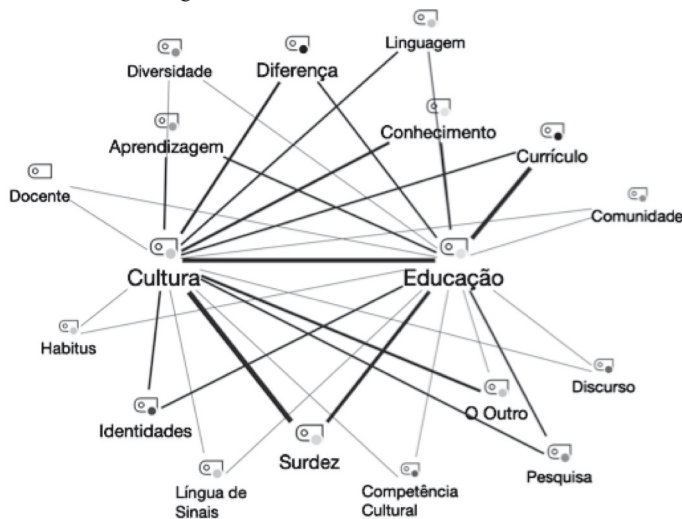 Linguagem
Diversidade
Diferença
Aprendizagem
Conhecimento
Currículo
Docente
Comunidade
Cultura
Educação
Habitus
Discurso
Identidades
O Outro
Surdez
Pesquisa
Língua de
Sinais
Competência
Cultural